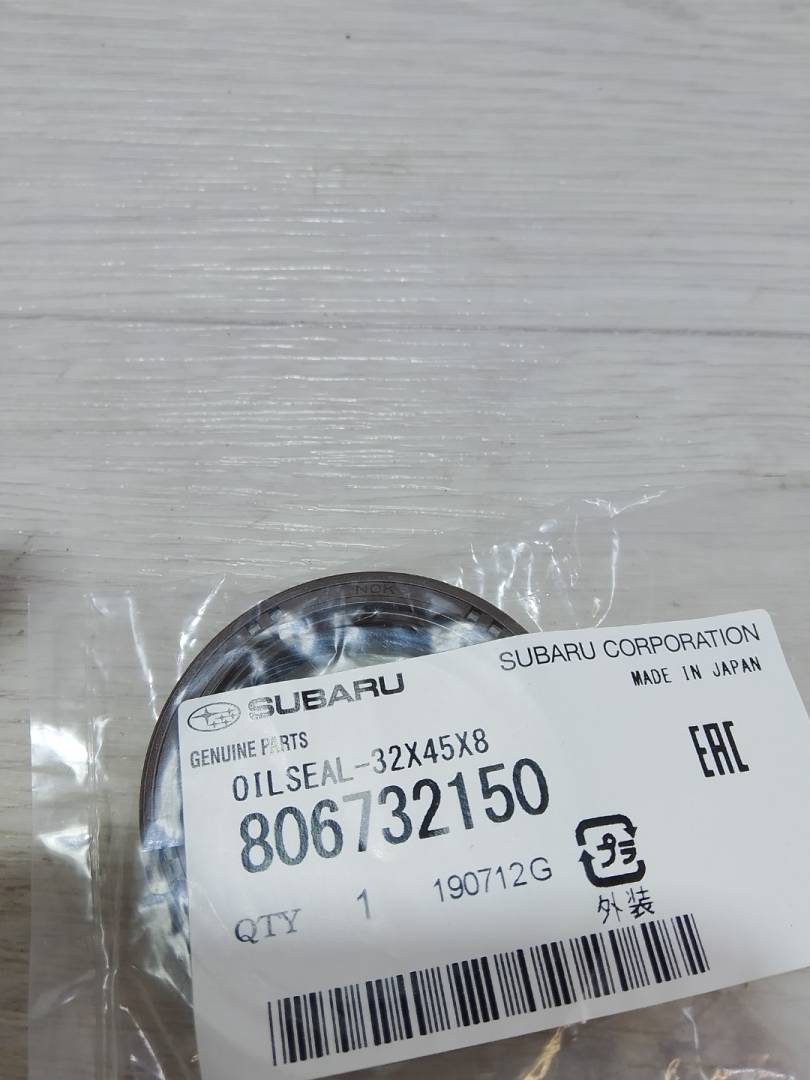 NOK
SUBARU
SUBARU CORPORATION
MADE IN JAPAN
GENUINE PARTS
OILSEAL-32X45X8
EAC
806732150
プラ
QTY 1 190712G
外装